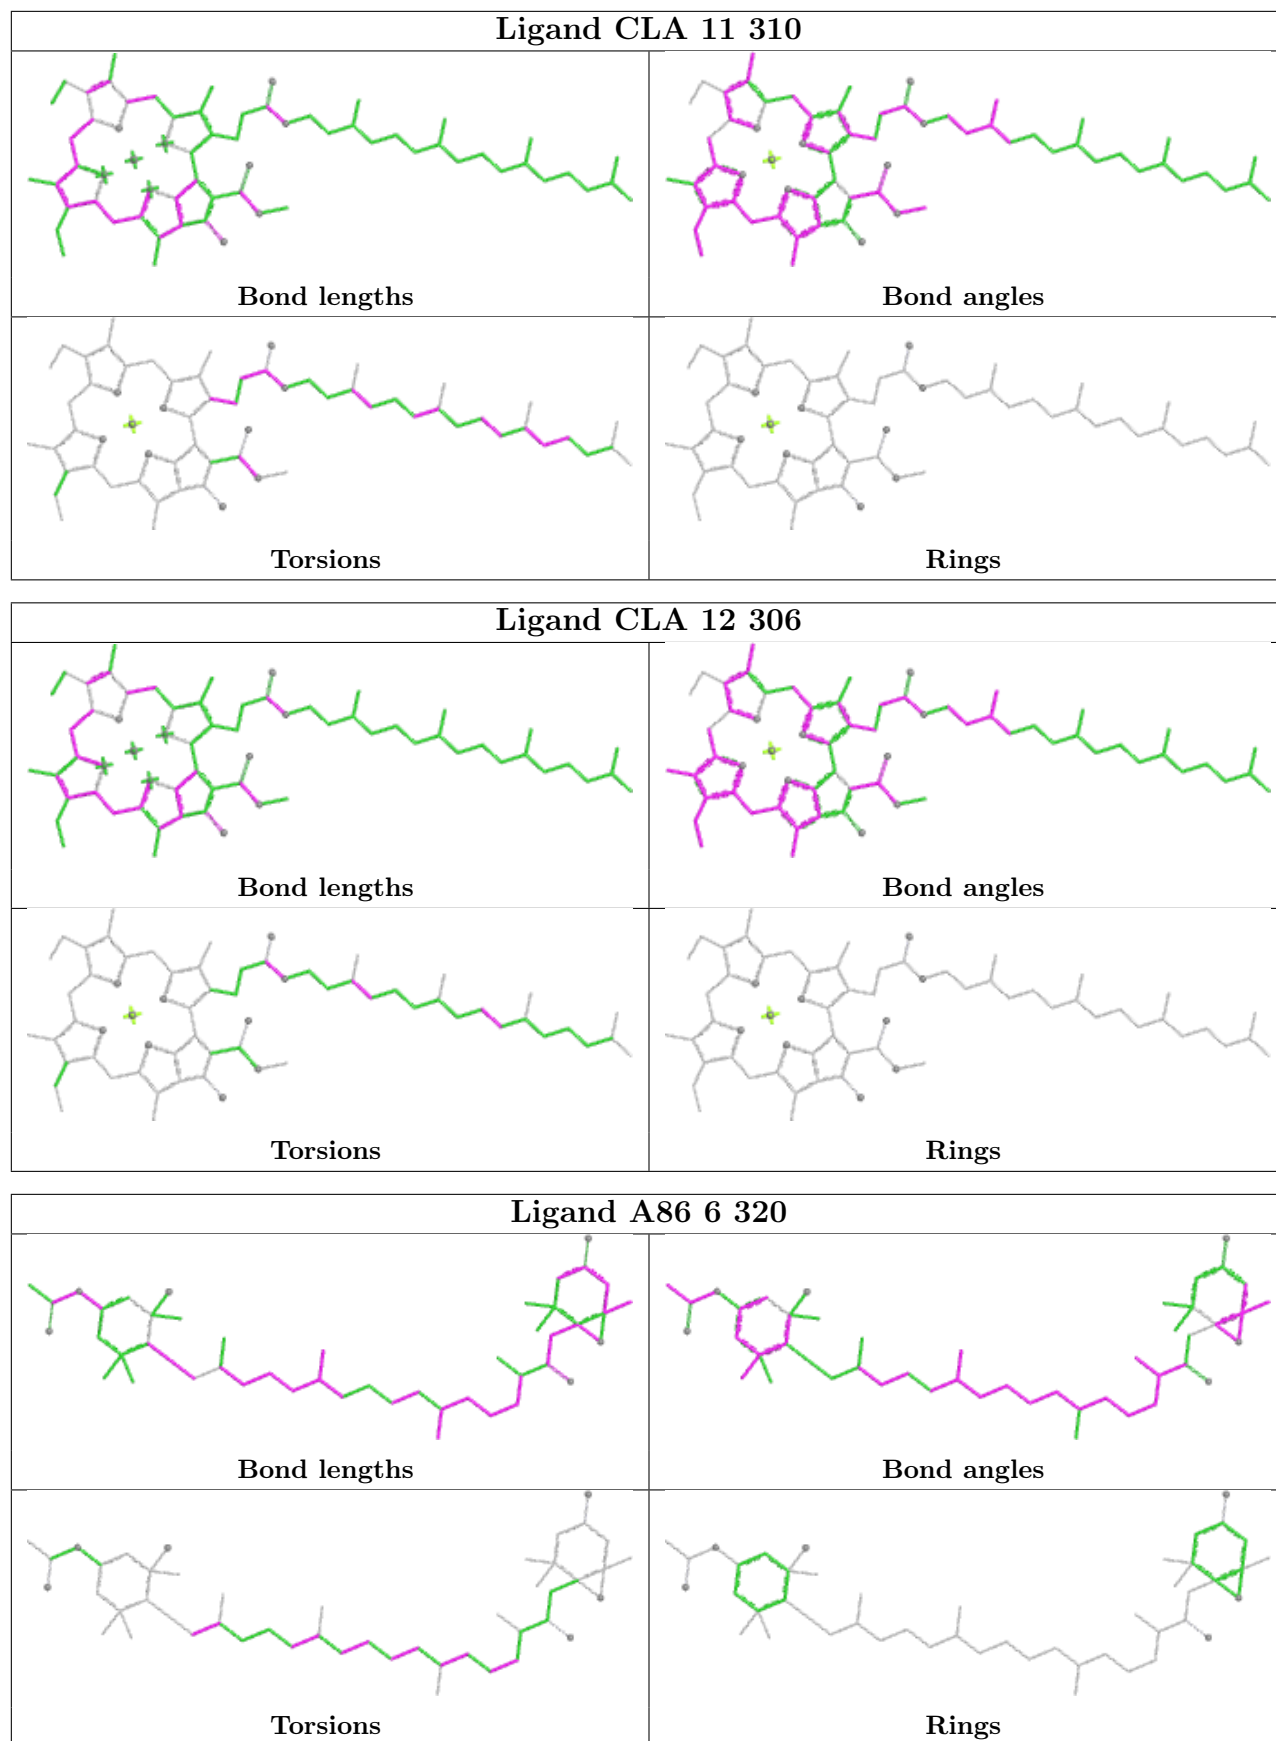 Ligand CLA 11 310
Bond lengths
Bond angles
Torsions
Rings
Ligand CLA 12 306
Bond lengths
Bond angles
Torsions
Rings
Ligand A86 6 320
Bond lengths
Bond angles
Torsions
Rings